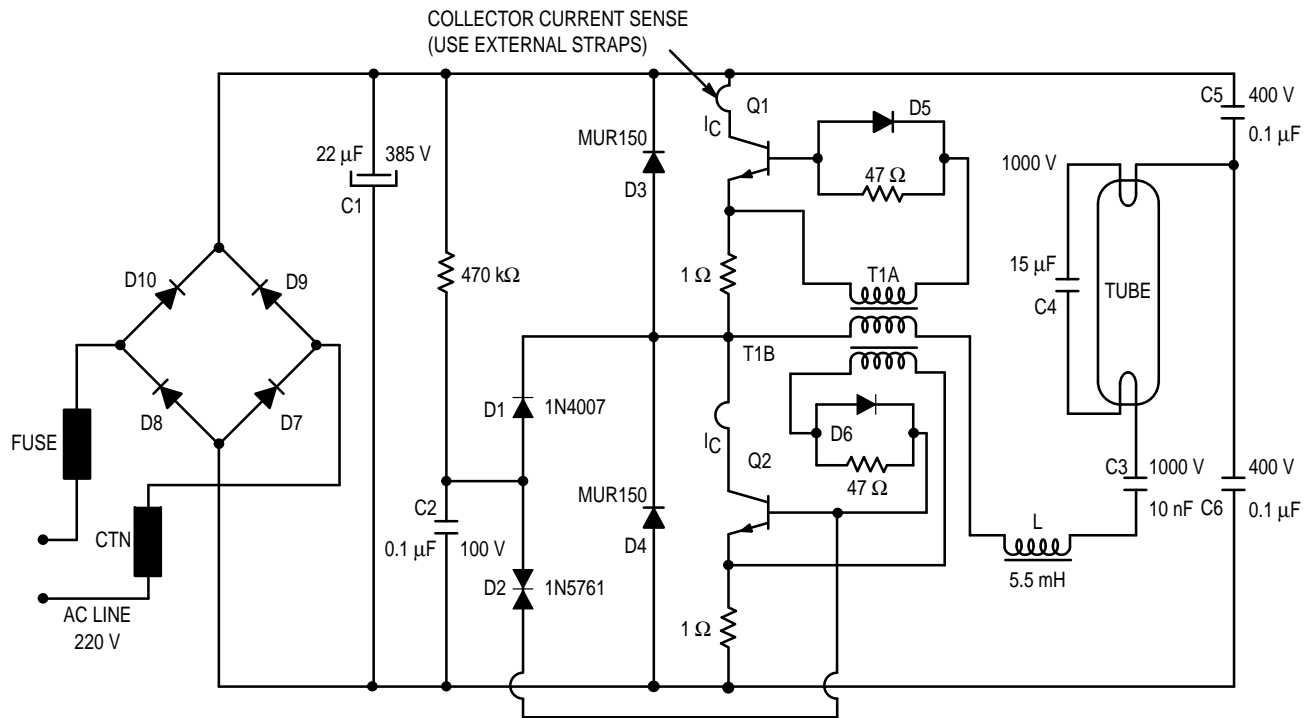 COLLECTOR CURRENT SENSE
(USE EXTERNAL STRAPS)
Q1
IC
D5
47 Ω
C5
400 V
0.1 µF
MUR150
D3
22 µF
385 V
C1
1000 V
470 kΩ
1 Ω
T1A
15 µF
C4
TUBE
D10
D9
T1B
D8
D7
FUSE
D1
1N4007
IC
D6
47 Ω
Q2
C3
1000 V
10 nF
C6
400 V
0.1 µF
MUR150
D4
C2
0.1 µF
100 V
D2
1N5761
CTN
L
5.5 mH
AC LINE
220 V
1 Ω